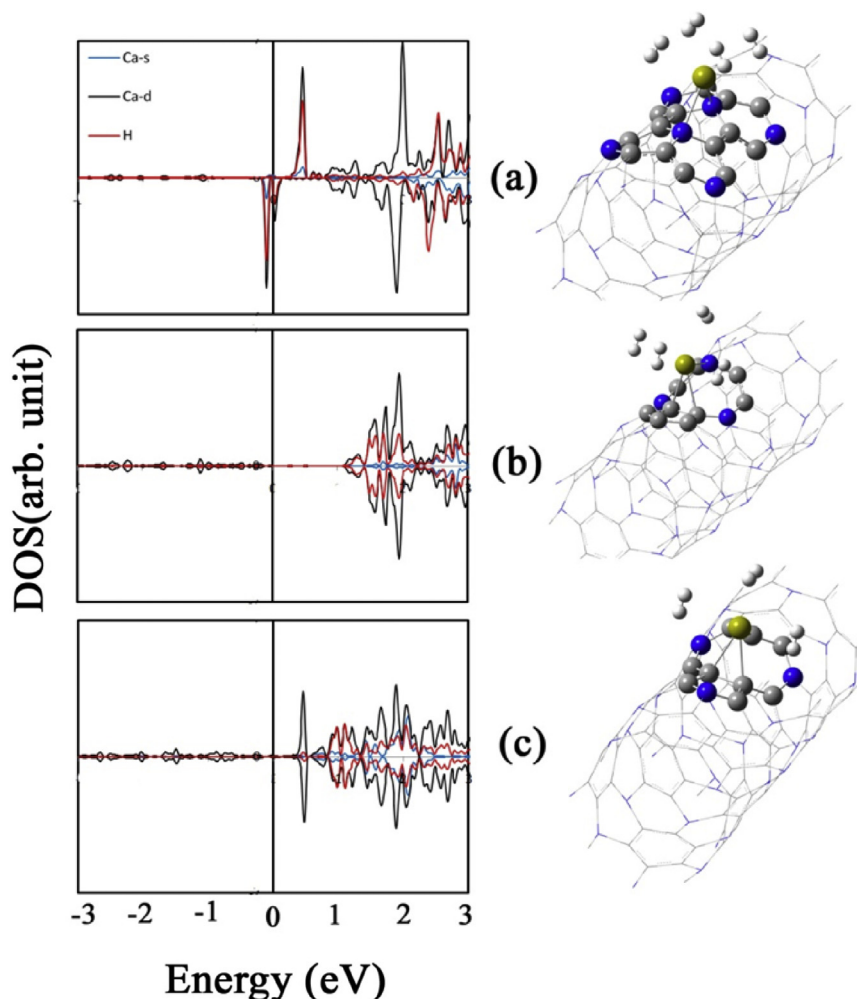 Ca-s
Ca-d
H
(a)
(b)
(c)
DOS(arb. unit)
-3 -2 -1 0 1 2 3
Energy (eV)